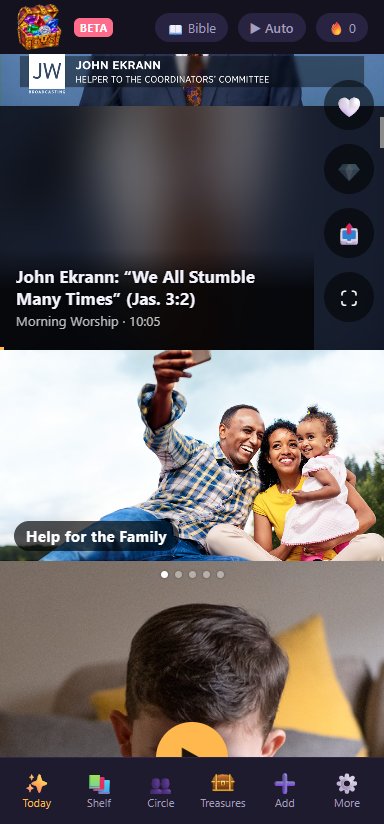 BETA
Bible
Auto
0
JW
BROADCASTING
JOHN EKRANN
HELPER TO THE COORDINATORS' COMMITTEE
John Ekrann: “We All Stumble
Many Times” (Jas. 3:2)
Morning Worship · 10:05
Help for the Family
Today
Shelf
Circle
Treasures
Add
More